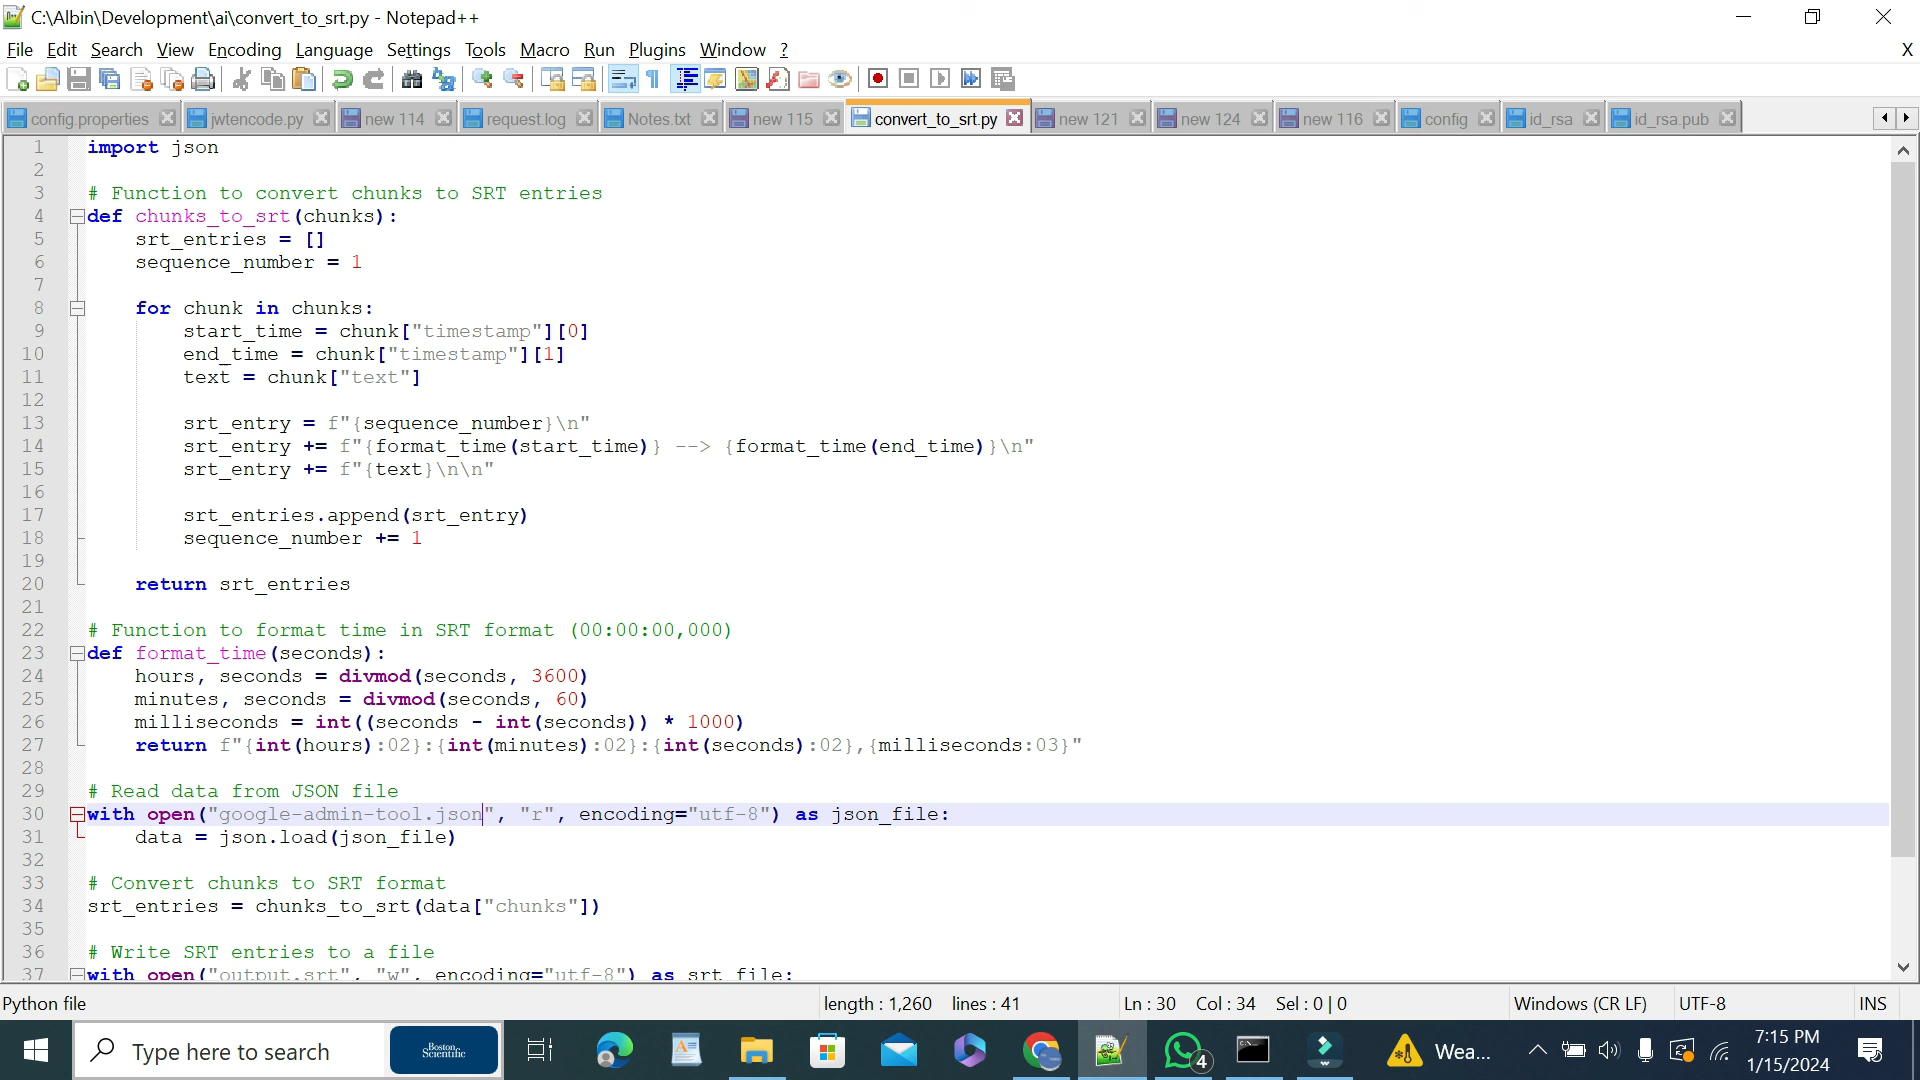 C:\Albin\Development\ai\convert_to_srt.py - Notepad++
File Edit Search View Encoding Language Settings Tools Macro Run Plugins Window ? X
config.properties jwtencode.py new 114 request.log Notes.txt new 115 convert_to_srt.py new 121 new 124 new 116 config id_rsa id_rsa.pub
1 import json
2
3 # Function to convert chunks to SRT entries
4 def chunks_to_srt(chunks):
5 srt_entries = []
6 sequence_number = 1
7
8 for chunk in chunks:
9 start_time = chunk["timestamp"][0]
10 end_time = chunk["timestamp"][1]
11 text = chunk["text"]
12
13 srt_entry = f"{sequence_number}\n"
14 srt_entry += f"{format_time(start_time)} --> {format_time(end_time)}\n"
15 srt_entry += f"{text}\n\n"
16
17 srt_entries.append(srt_entry)
18 sequence_number += 1
19
20 return srt_entries
21
22 # Function to format time in SRT format (00:00:00,000)
23 def format_time(seconds):
24 hours, seconds = divmod(seconds, 3600)
25 minutes, seconds = divmod(seconds, 60)
26 milliseconds = int((seconds - int(seconds)) * 1000)
27 return f"{int(hours):02}:{int(minutes):02}:{int(seconds):02},{milliseconds:03}"
28
29 # Read data from JSON file
30 with open("google-admin-tool.json", "r", encoding="utf-8") as json_file:
31 data = json.load(json_file)
32
33 # Convert chunks to SRT format
34 srt_entries = chunks_to_srt(data["chunks"])
35
36 # Write SRT entries to a file
37 with open("output.srt", "w", encoding="utf-8") as srt_file:
Python file length : 1,260 lines : 41 Ln : 30 Col : 34 Sel : 0 | 0 Windows (CR LF) UTF-8 INS
Type here to search Boston Scientific 4 Wea... 7:15 PM
1/15/2024